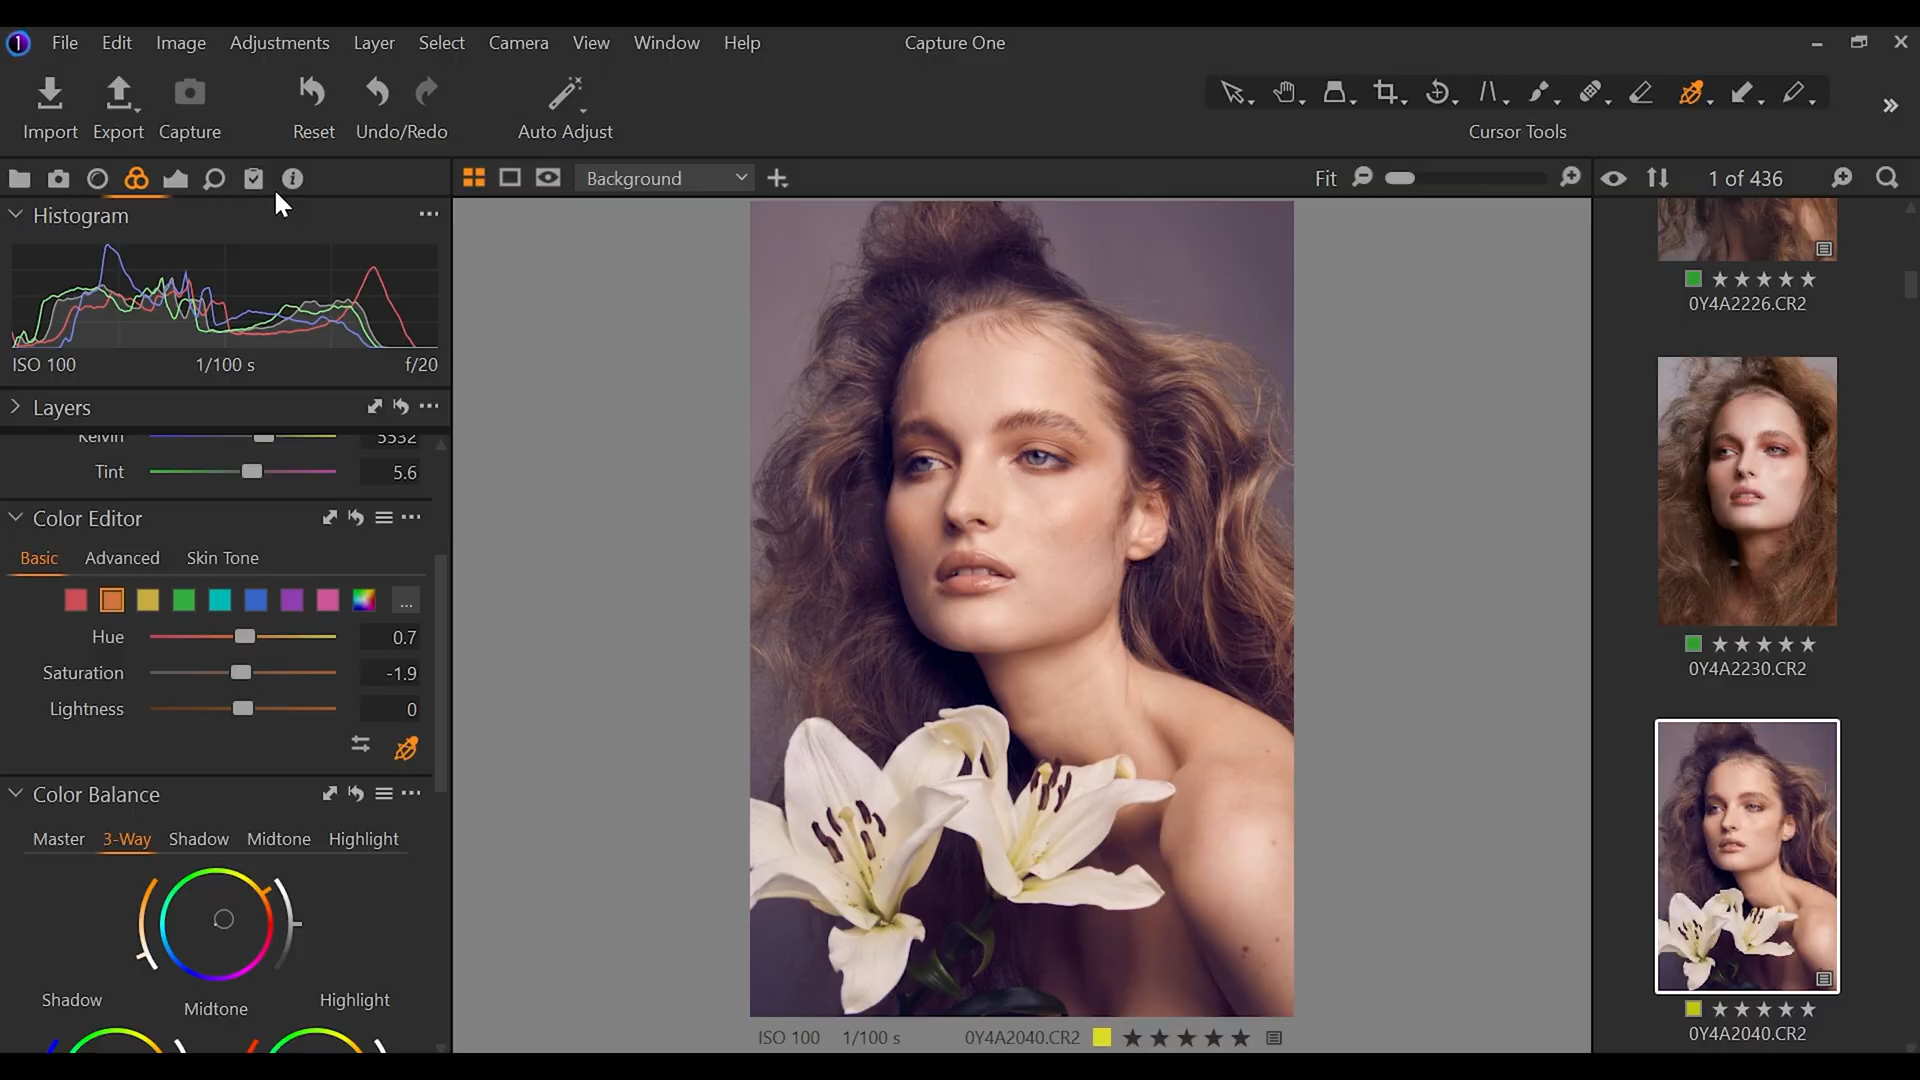 File Edit Image Adjustments Layer Select Camera View Window Help Capture One
Import Export Capture Reset Undo/Redo Auto Adjust Cursor Tools
Background Fit 1 of 436
Histogram
ISO 100 1/100 s f/20
Layers
Kelvin 5532
Tint 5.6
Color Editor
Basic Advanced Skin Tone
...
Hue 0.7
Saturation -1.9
Lightness 0
Color Balance
Master 3-Way Shadow Midtone Highlight
Shadow Midtone Highlight
ISO 100 1/100 s 0Y4A2040.CR2
0Y4A2226.CR2
0Y4A2230.CR2
0Y4A2040.CR2